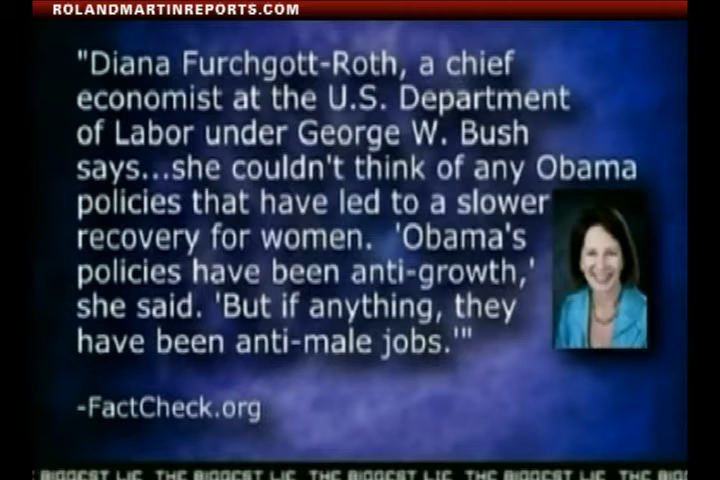 ROLANDMARTINREPORTS.COM
"Diana Furchgott-Roth, a chief
economist at the U.S. Department
of Labor under George W. Bush
says...she couldn't think of any Obama
policies that have led to a slower
recovery for women. 'Obama's
policies have been anti-growth,'
she said. 'But if anything, they
have been anti-male jobs.'"
-FactCheck.org
BIGGEST LIE THE BIGGEST LIE THE BIGGEST LIE THE BIGGEST LIE THE BIG